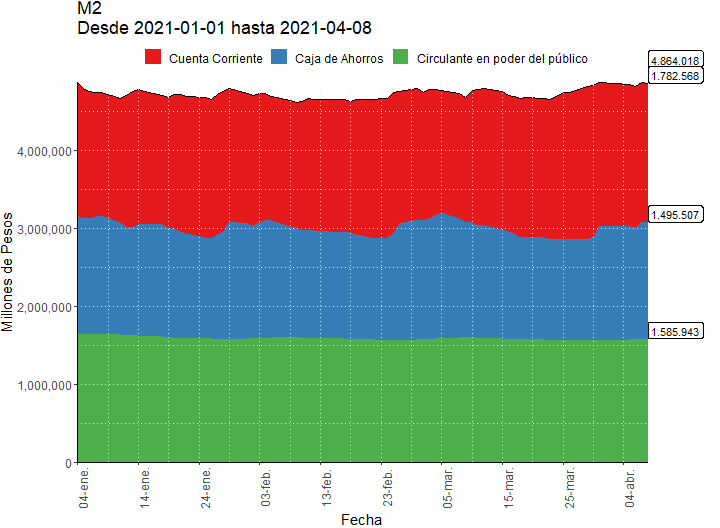 M2
Desde 2021-01-01 hasta 2021-04-08
Cuenta Corriente Caja de Ahorros Circulante en poder del público
4.864.018
1.782.568
4,000,000
1.495.507
3,000,000
2,000,000
1.585.943
1,000,000
0
Millones de Pesos
04-ene. 14-ene. 24-ene. 03-feb. 13-feb. 23-feb. 05-mar. 15-mar. 25-mar. 04-abr.
Fecha